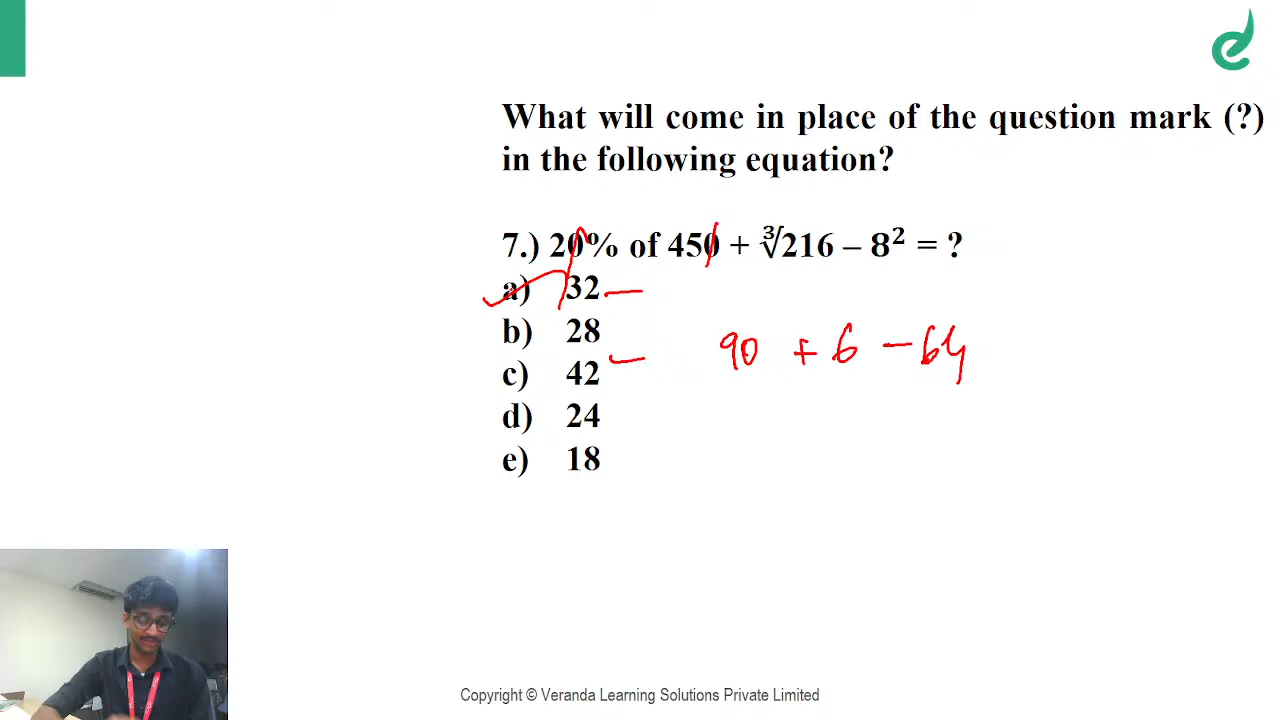 What will come in place of the question mark (?)
in the following equation?
7.) 20% of 450 + ∛216 – 8² = ?
a) 32
b) 28
90 + 6 - 64
c) 42
d) 24
e) 18
Copyright © Veranda Learning Solutions Private Limited